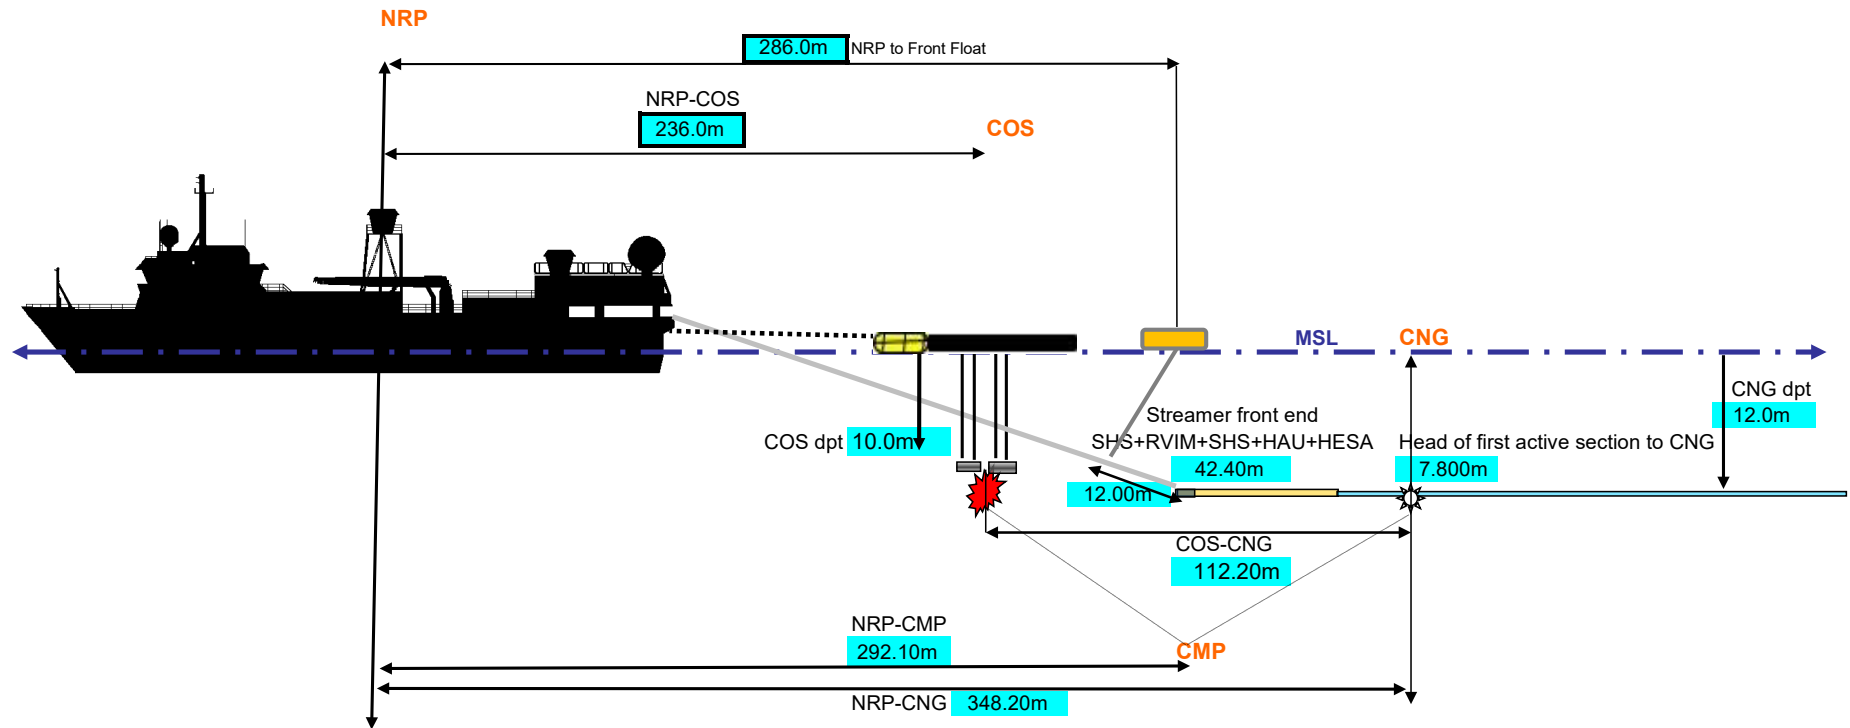 NRP
286.0m NRP to Front Float
NRP-COS
236.0m
COS
MSL
CNG
CNG dpt
12.0m
Streamer front end
COS dpt 10.0m
SHS+RVIM+SHS+HAU+HESA
Head of first active section to CNG
42.40m
7.800m
12.00m
COS-CNG
112.20m
NRP-CMP
292.10m
CMP
NRP-CNG 348.20m